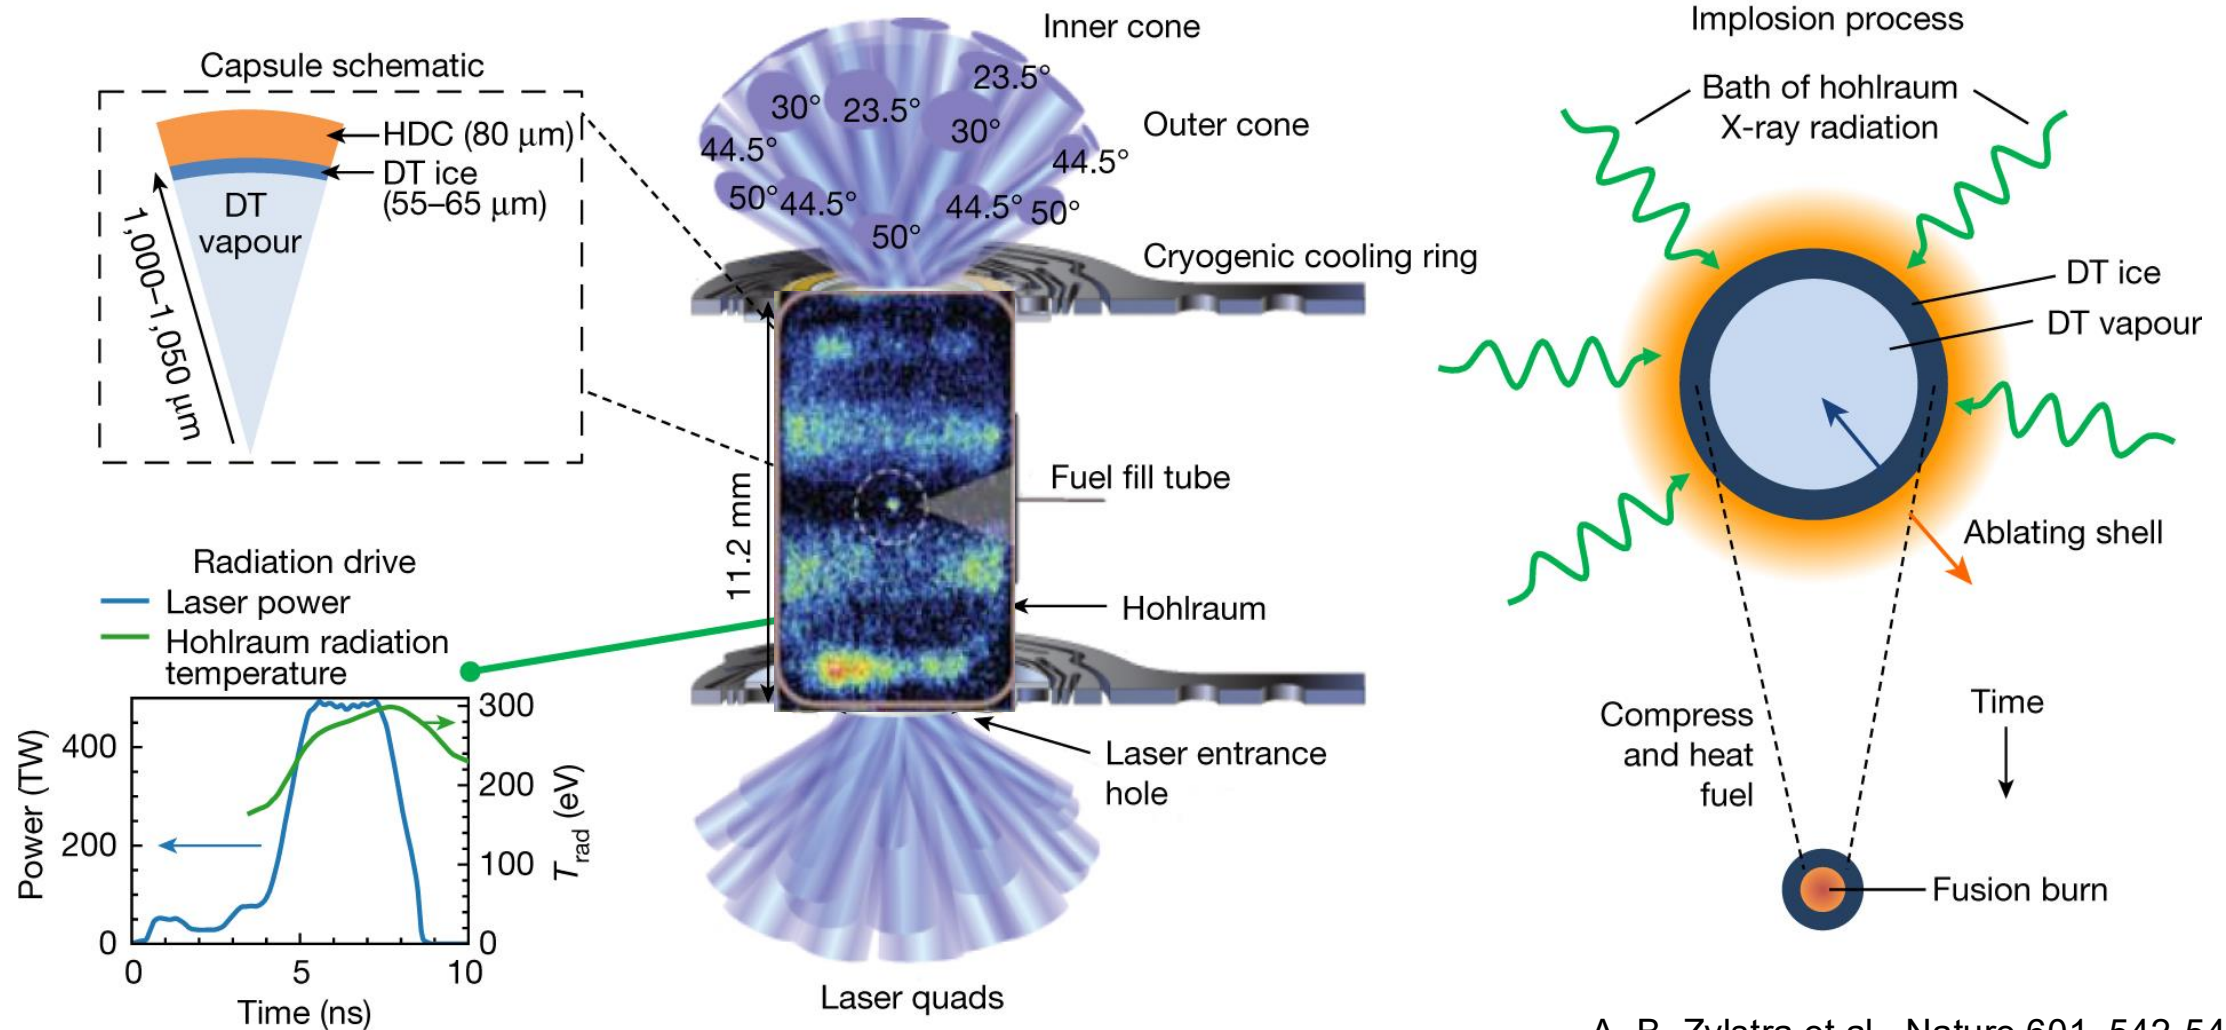 Capsule schematic
HDC (80 μm)
DT ice
(55–65 μm)
DT
vapour
1,000–1,050 μm
Radiation drive
Laser power
Hohlraum radiation
temperature
Power (TW)
400
200
0
300
200
100
0
T rad (eV)
0 5 10
Time (ns)
Inner cone
23.5°
30° 23.5°
30°
Outer cone
44.5°
44.5°
50° 44.5°
44.5° 50°
50°
Cryogenic cooling ring
11.2 mm
Fuel fill tube
Hohlraum
Laser entrance
hole
Laser quads
Implosion process
Bath of hohlraum
X-ray radiation
DT ice
DT vapour
Ablating shell
Compress
and heat
fuel
Time
Fusion burn